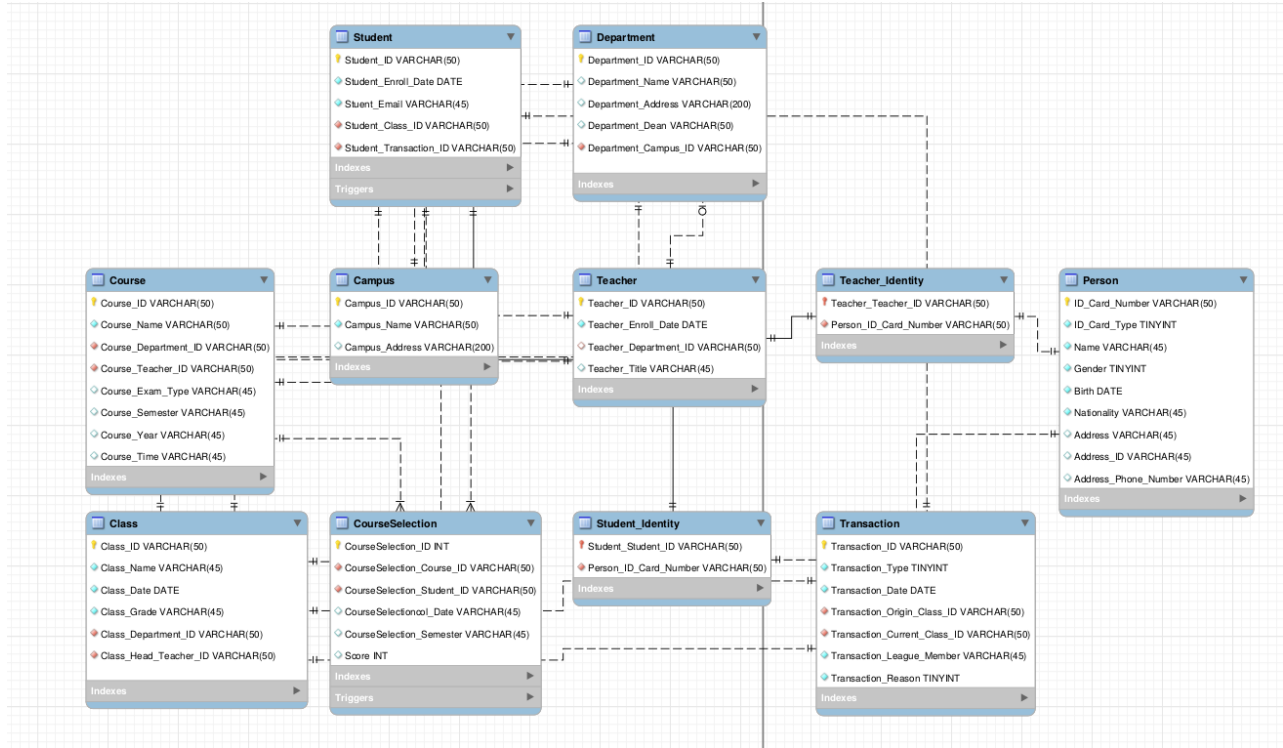 Student
Student_ID VARCHAR(50)
Student_Enroll_Date DATE
Stuent_Email VARCHAR(45)
Student_Class_ID VARCHAR(50)
Student_Transaction_ID VARCHAR(50)
Indexes
Triggers
Department
Department_ID VARCHAR(50)
Department_Name VARCHAR(50)
Department_Address VARCHAR(200)
Department_Dean VARCHAR(50)
Department_Campus_ID VARCHAR(50)
Indexes
Course
Course_ID VARCHAR(50)
Course_Name VARCHAR(50)
Course_Department_ID VARCHAR(50)
Course_Teacher_ID VARCHAR(50)
Course_Exam_Type VARCHAR(45)
Course_Semester VARCHAR(45)
Course_Year VARCHAR(45)
Course_Time VARCHAR(45)
Indexes
Campus
Campus_ID VARCHAR(50)
Campus_Name VARCHAR(50)
Campus_Address VARCHAR(200)
Indexes
Teacher
Teacher_ID VARCHAR(50)
Teacher_Enroll_Date DATE
Teacher_Department_ID VARCHAR(50)
Teacher_Title VARCHAR(45)
Indexes
Teacher_Identity
Teacher_Teacher_ID VARCHAR(50)
Person_ID_Card_Number VARCHAR(50)
Indexes
Person
ID_Card_Number VARCHAR(50)
ID_Card_Type TINYINT
Name VARCHAR(45)
Gender TINYINT
Birth DATE
Nationality VARCHAR(45)
Address VARCHAR(45)
Address_ID VARCHAR(45)
Address_Phone_Number VARCHAR(45)
Indexes
Class
Class_ID VARCHAR(50)
Class_Name VARCHAR(45)
Class_Date DATE
Class_Grade VARCHAR(45)
Class_Department_ID VARCHAR(50)
Class_Head_Teacher_ID VARCHAR(50)
Indexes
CourseSelection
CourseSelection_ID INT
CourseSelection_Course_ID VARCHAR(50)
CourseSelection_Student_ID VARCHAR(50)
CourseSelectioncol_Date VARCHAR(45)
CourseSelection_Semester VARCHAR(45)
Score INT
Indexes
Triggers
Student_Identity
Student_Student_ID VARCHAR(50)
Person_ID_Card_Number VARCHAR(50)
Indexes
Transaction
Transaction_ID VARCHAR(50)
Transaction_Type TINYINT
Transaction_Date DATE
Transaction_Origin_Class_ID VARCHAR(50)
Transaction_Current_Class_ID VARCHAR(50)
Transaction_League_Member VARCHAR(45)
Transaction_Reason TINYINT
Indexes